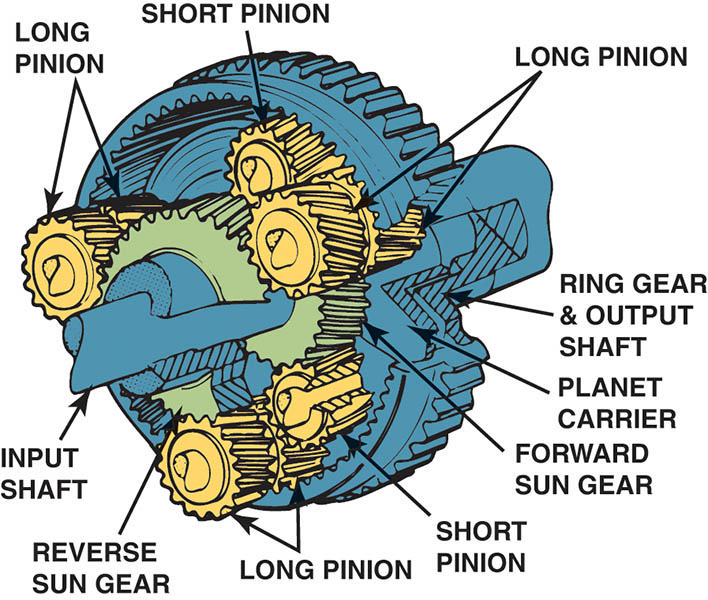 SHORT PINION
LONG
PINION
LONG PINION
RING GEAR
& OUTPUT
SHAFT
PLANET
CARRIER
FORWARD
SUN GEAR
INPUT
SHAFT
SHORT
PINION
REVERSE
SUN GEAR
LONG PINION